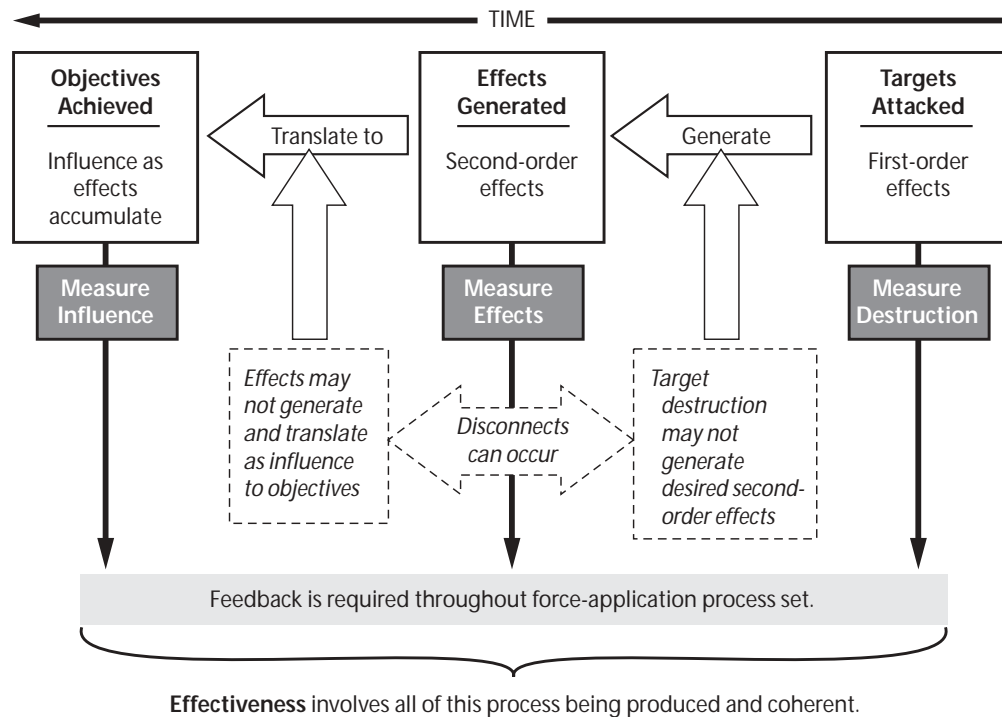 TIME
Objectives
Achieved
Influence as
effects
accumulate
Translate to
Effects
Generated
Second-order
effects
Generate
Targets
Attacked
First-order
effects
Measure
Influence
Measure
Effects
Measure
Destruction
Effects may
not generate
and translate
as influence
to objectives
Disconnects
can occur
Target
destruction
may not
generate
desired second-
order effects
Feedback is required throughout force-application process set.
Effectiveness involves all of this process being produced and coherent.